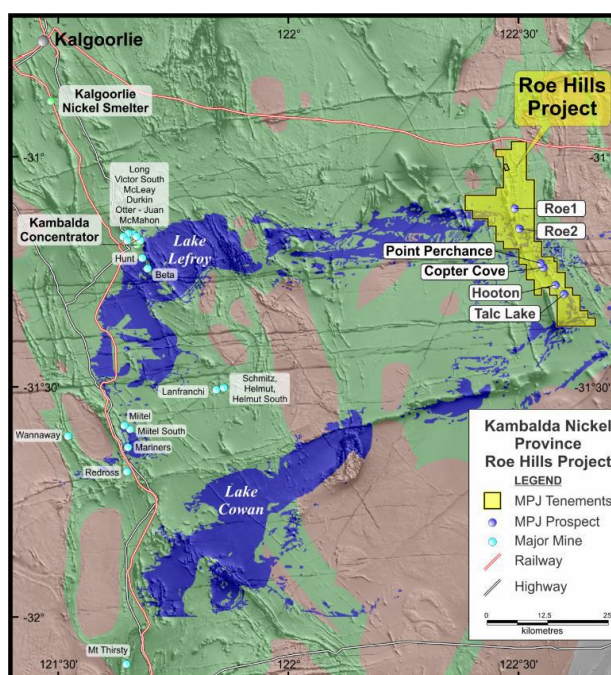 122°
122°30'
Kalgoorlie
Kalgoorlie
Nickel Smelter
Roe Hills
Project
-31°
-31°
Long
Victor South
McLeay
Durkin
Otter - Juan
McMahon
Kambalda
Concentrator
Hunt
Beta
Lake
Lefroy
Roe1
Roe2
Point Perchance
Copter Cove
Hooton
Talc Lake
-31°30'
Lanfranchi
Schmitz,
Helmut,
Helmut South
Miitel
Miitel South
Wannaway
Mariners
Redross
Lake
Cowan
-32°
Mt Thirsty
121°30'
122°
122°30'
Kambalda Nickel
Province
Roe Hills Project
LEGEND
MPJ Tenements
MPJ Prospect
Major Mine
Railway
Highway
0 12.5 25
kilometres